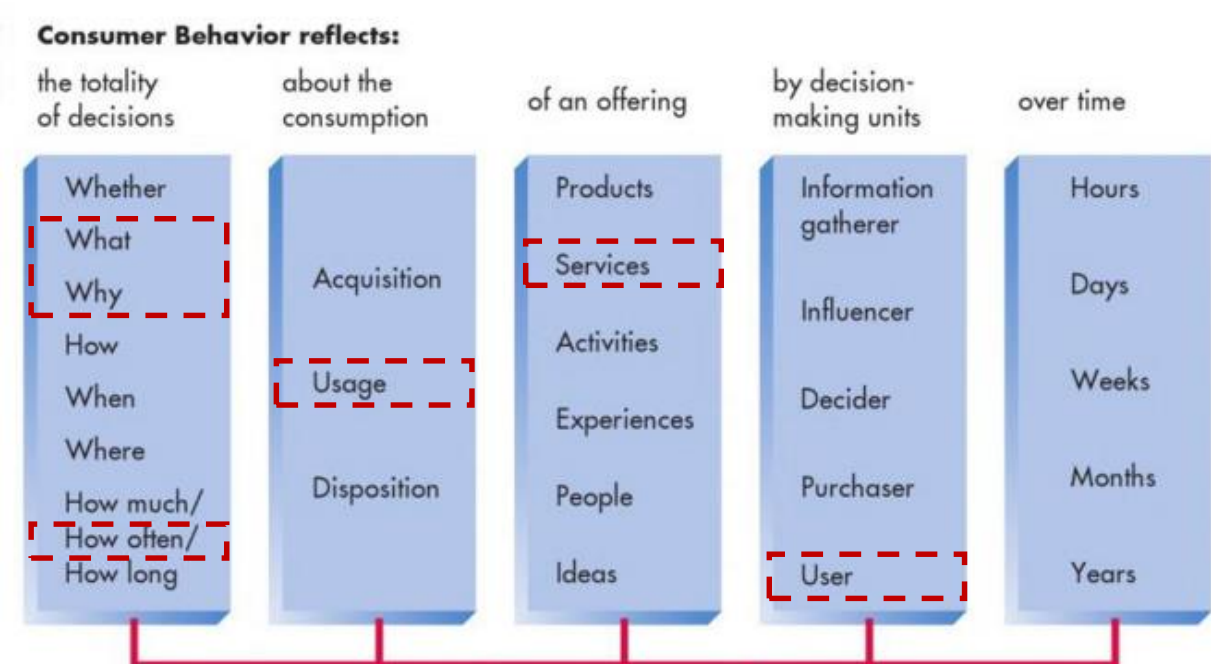 Consumer Behavior reflects:
the totality
of decisions
about the
consumption
of an offering
by decision-
making units
over time
Whether
What
Why
How
When
Where
How much/
How often/
How long
Acquisition
Usage
Disposition
Products
Services
Activities
Experiences
People
Ideas
Information
gatherer
Influencer
Decider
Purchaser
User
Hours
Days
Weeks
Months
Years